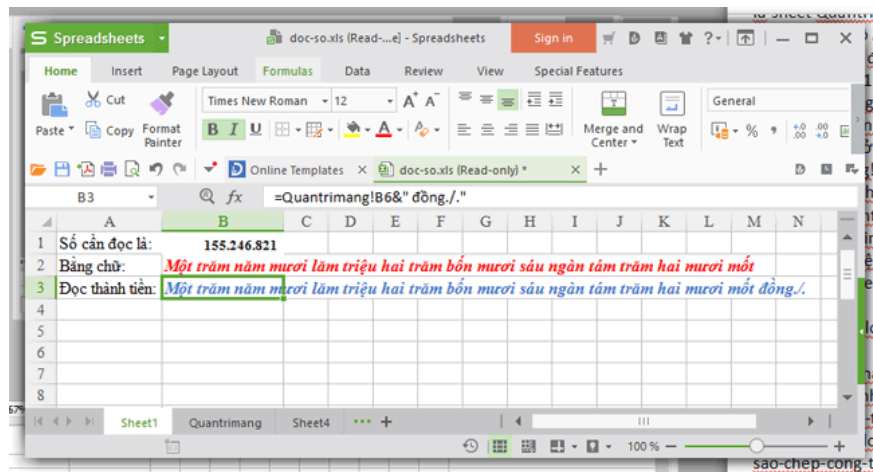 Spreadsheets doc-so.xls (Read-...e] - Spreadsheets Sign in
Home Insert Page Layout Formulas Data Review View Special Features
Cut Times New Roman 12 General
Paste Copy Format Painter Merge and Center Wrap Text
Online Templates doc-so.xls (Read-only) *
B3 fx =Quantrimang!B6&" đồng./."
A B C D E F G H I J K L M N
1 Số cần đọc là: 155.246.821
2 Bằng chữ: Một trăm năm mươi lăm triệu hai trăm bốn mươi sáu ngàn tám trăm hai mươi mốt
3 Đọc thành tiền: Một trăm năm mươi lăm triệu hai trăm bốn mươi sáu ngàn tám trăm hai mươi mốt đồng./.
4
5
6
7
8
Sheet1 Quantrimang Sheet4
100 %
sao-chep-cong-t